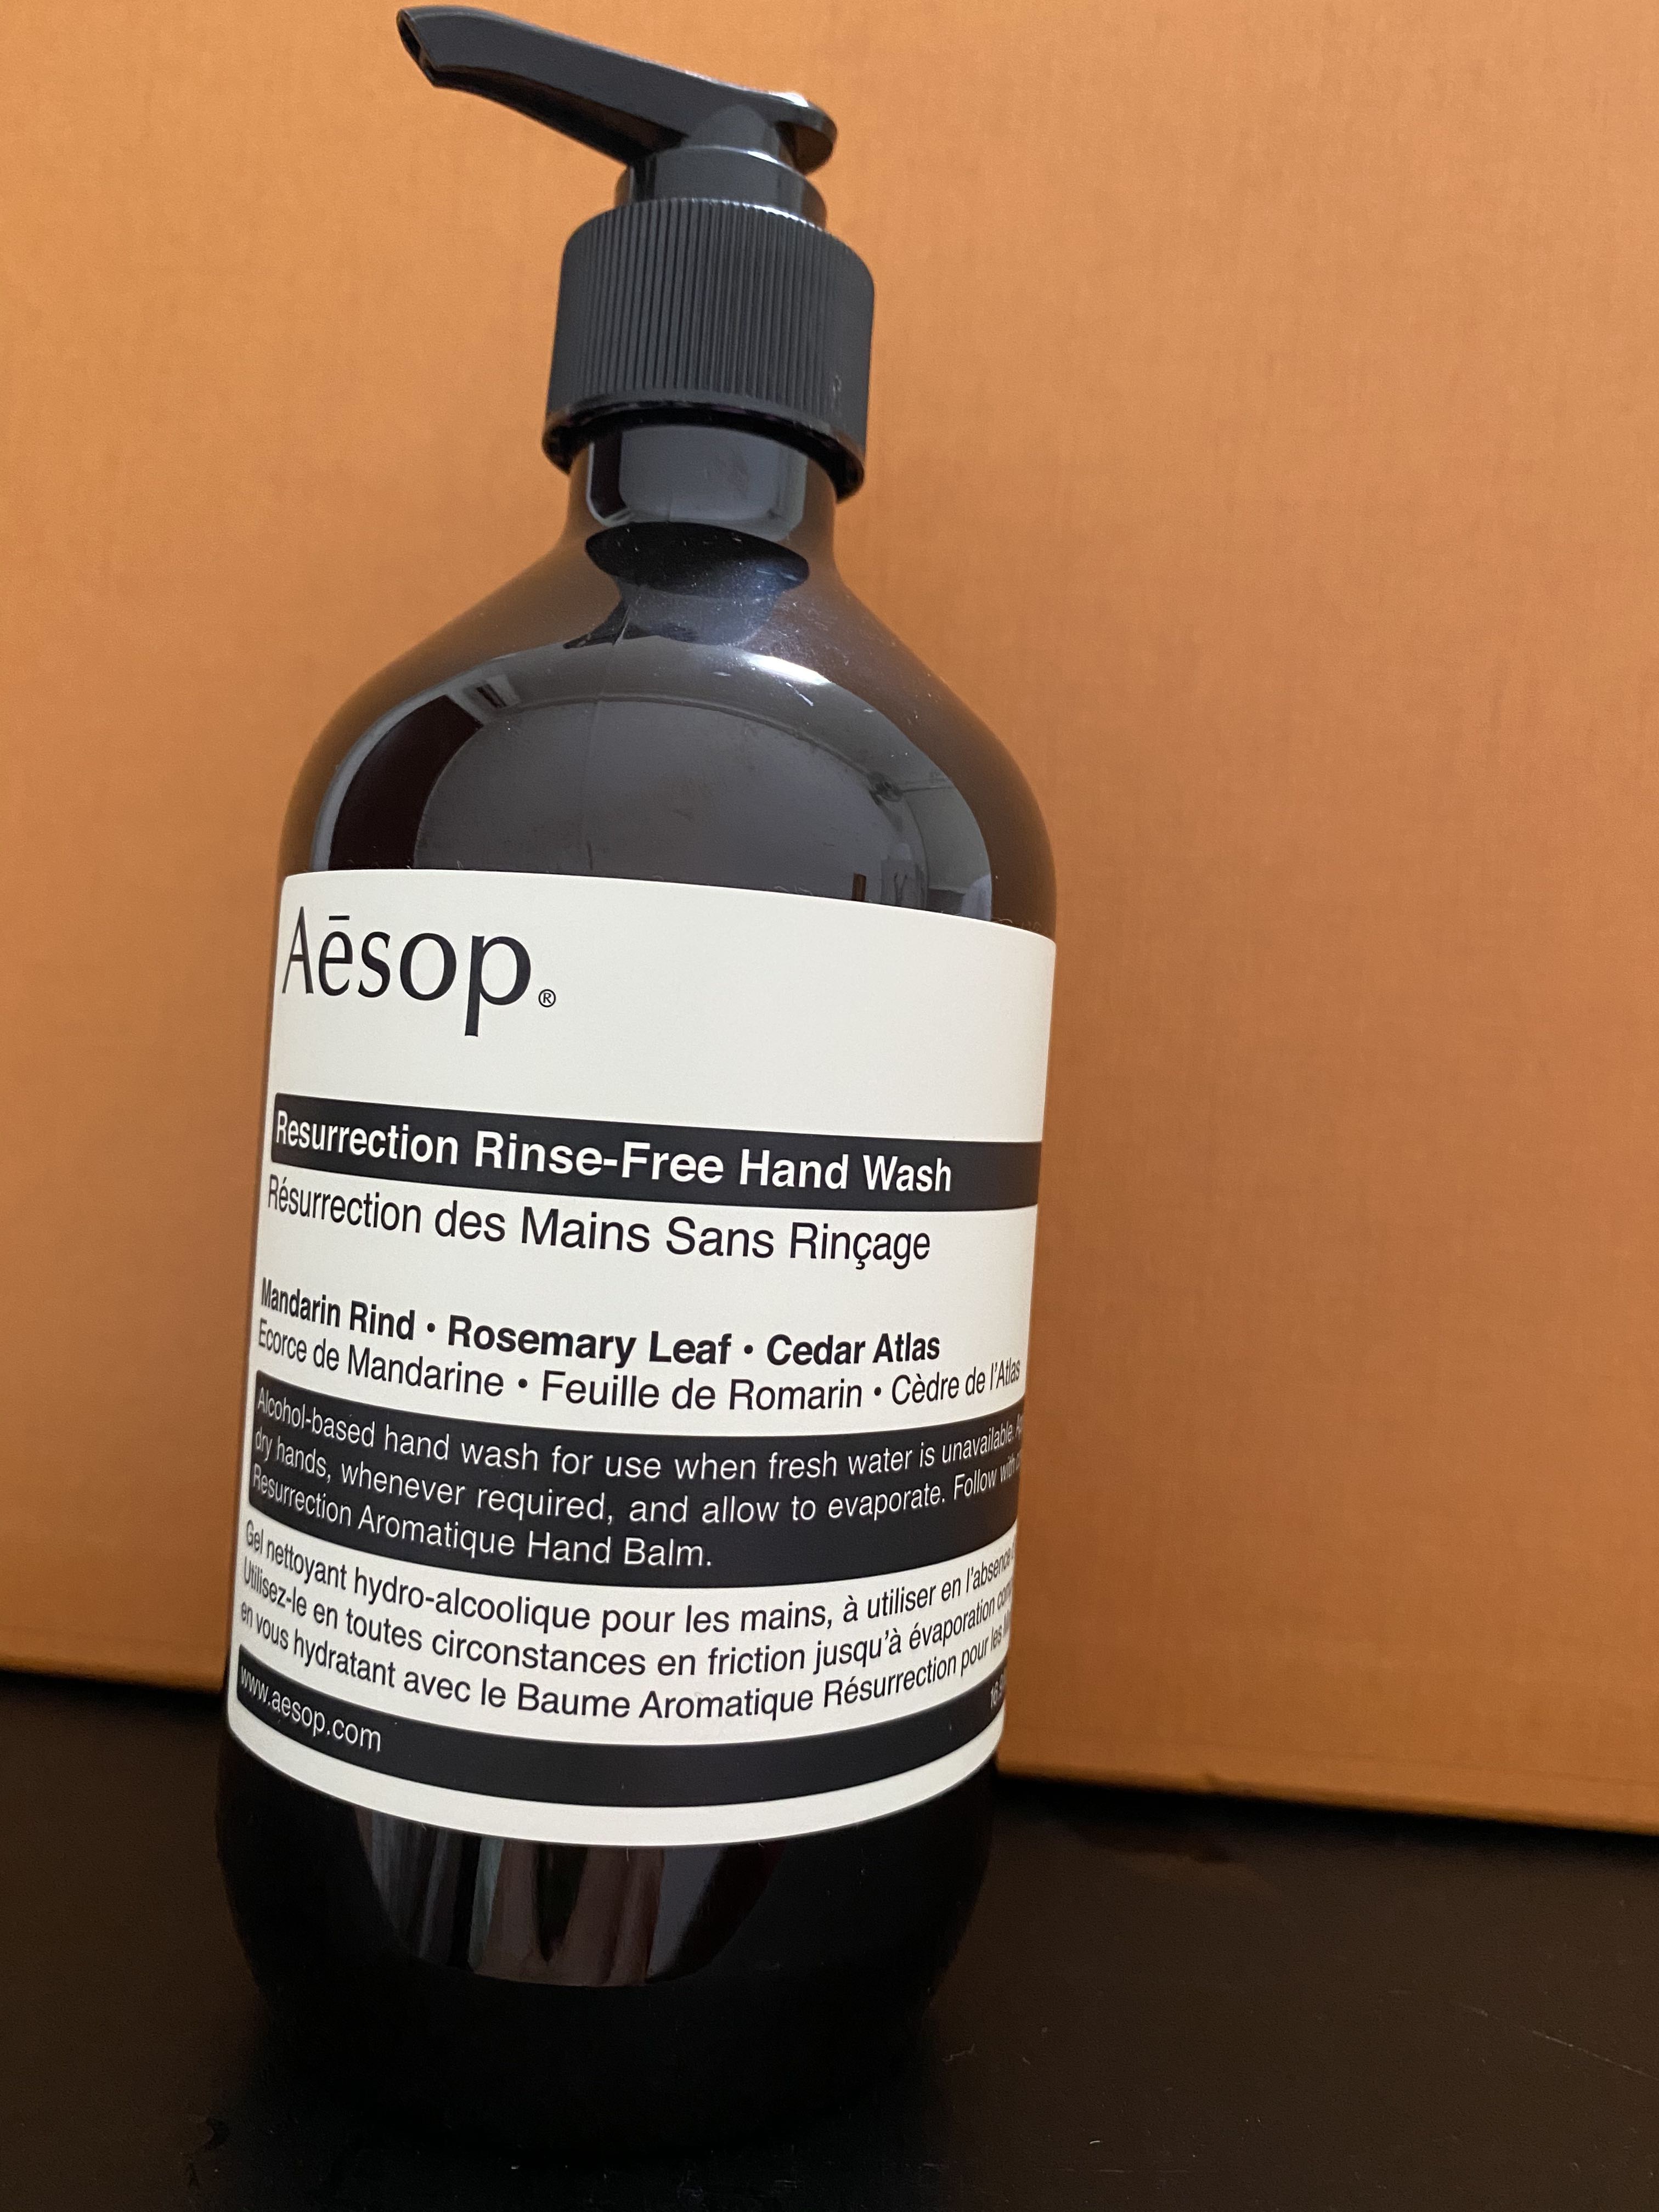 Aēsop®
Resurrection Rinse-Free Hand Wash
Résurrection des Mains Sans Rinçage
Mandarin Rind • Rosemary Leaf • Cedar Atlas
Ecorce de Mandarine • Feuille de Romarin • Cèdre de l'Atlas
Alcohol-based hand wash for use when fresh water is unavailable.
dry hands, whenever required, and allow to evaporate. Follow with
Resurrection Aromatique Hand Balm.
Gel nettoyant hydro-alcoolique pour les mains, à utiliser en l'absence
Utilisez-le en toutes circonstances en friction jusqu'à évaporation
en vous hydratant avec le Baume Aromatique Résurrection pour les
www.aesop.com